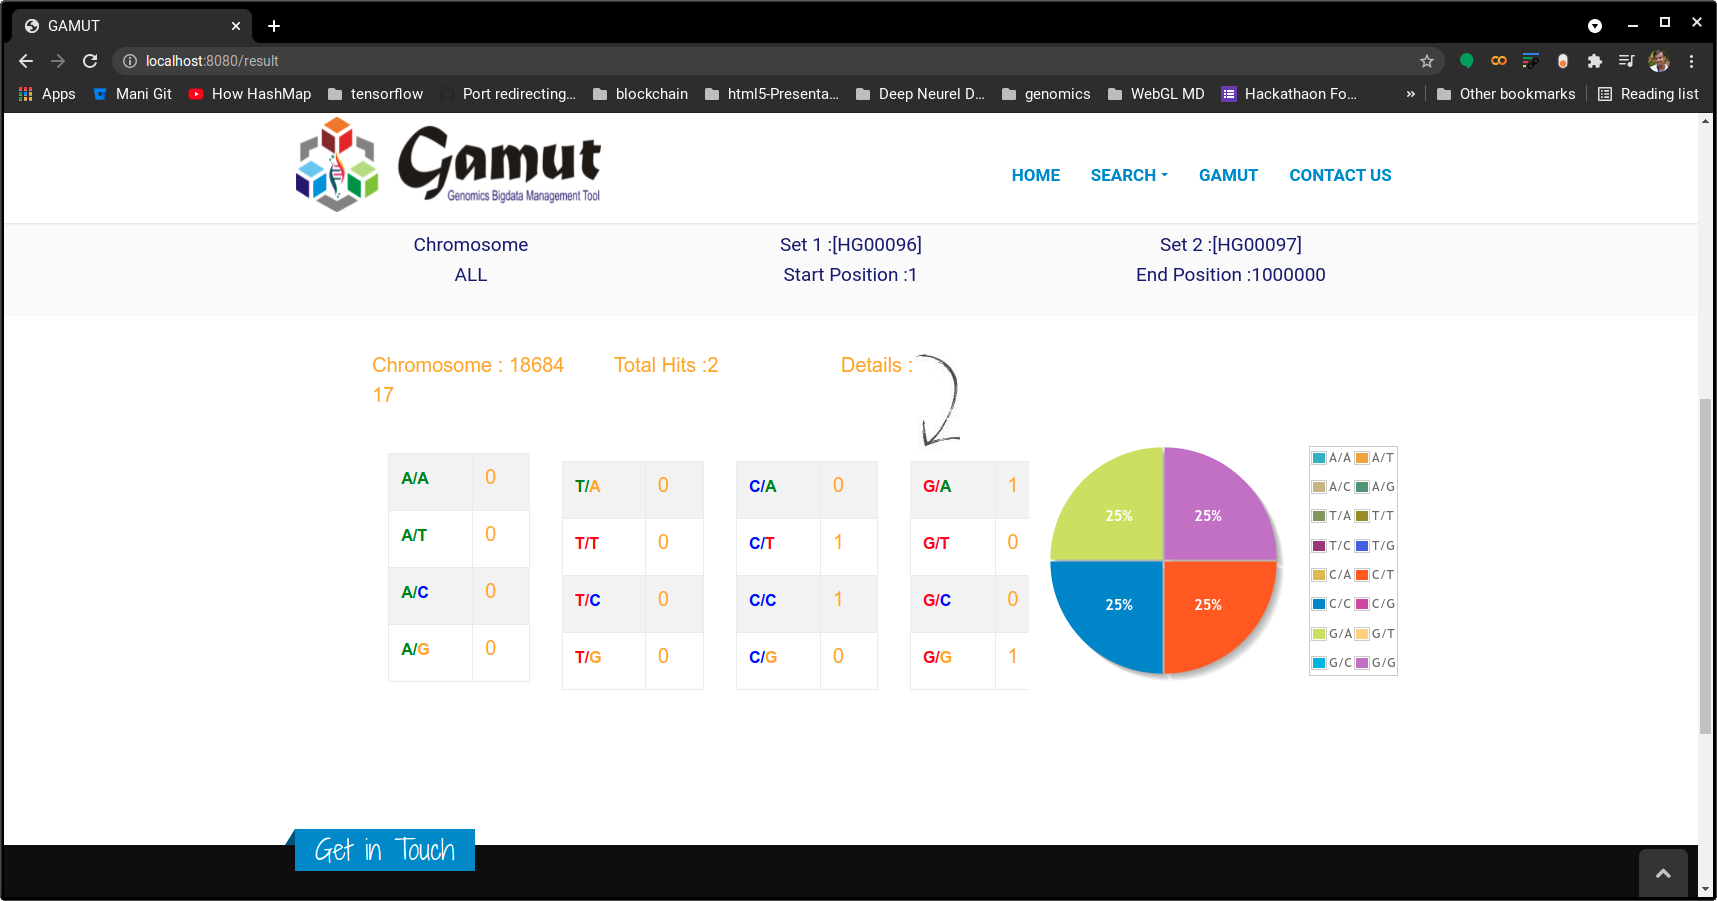 GAMUT
localhost:8080/result
Apps Mani Git How HashMap tensorflow Port redirecting... blockchain html5-Presenta... Deep Neurel D... genomics WebGL MD Hackathaon Fo... » Other bookmarks Reading list
Gamut
Genomics Bigdata Management Tool
HOME SEARCH GAMUT CONTACT US
Chromosome Set 1 :[HG00096] Set 2 :[HG00097]
ALL Start Position :1 End Position :1000000
Chromosome : 18684 Total Hits :2 Details :
17
A/A 0
A/T 0
A/C 0
A/G 0
T/A 0
T/T 0
T/C 0
T/G 0
C/A 0
C/T 1
C/C 1
C/G 0
G/A 1
G/T 0
G/C 0
G/G 1
25% 25%
25% 25%
A/A A/T
A/C A/G
T/A T/T
T/C T/G
C/A C/T
C/C C/G
G/A G/T
G/C G/G
Get in Touch